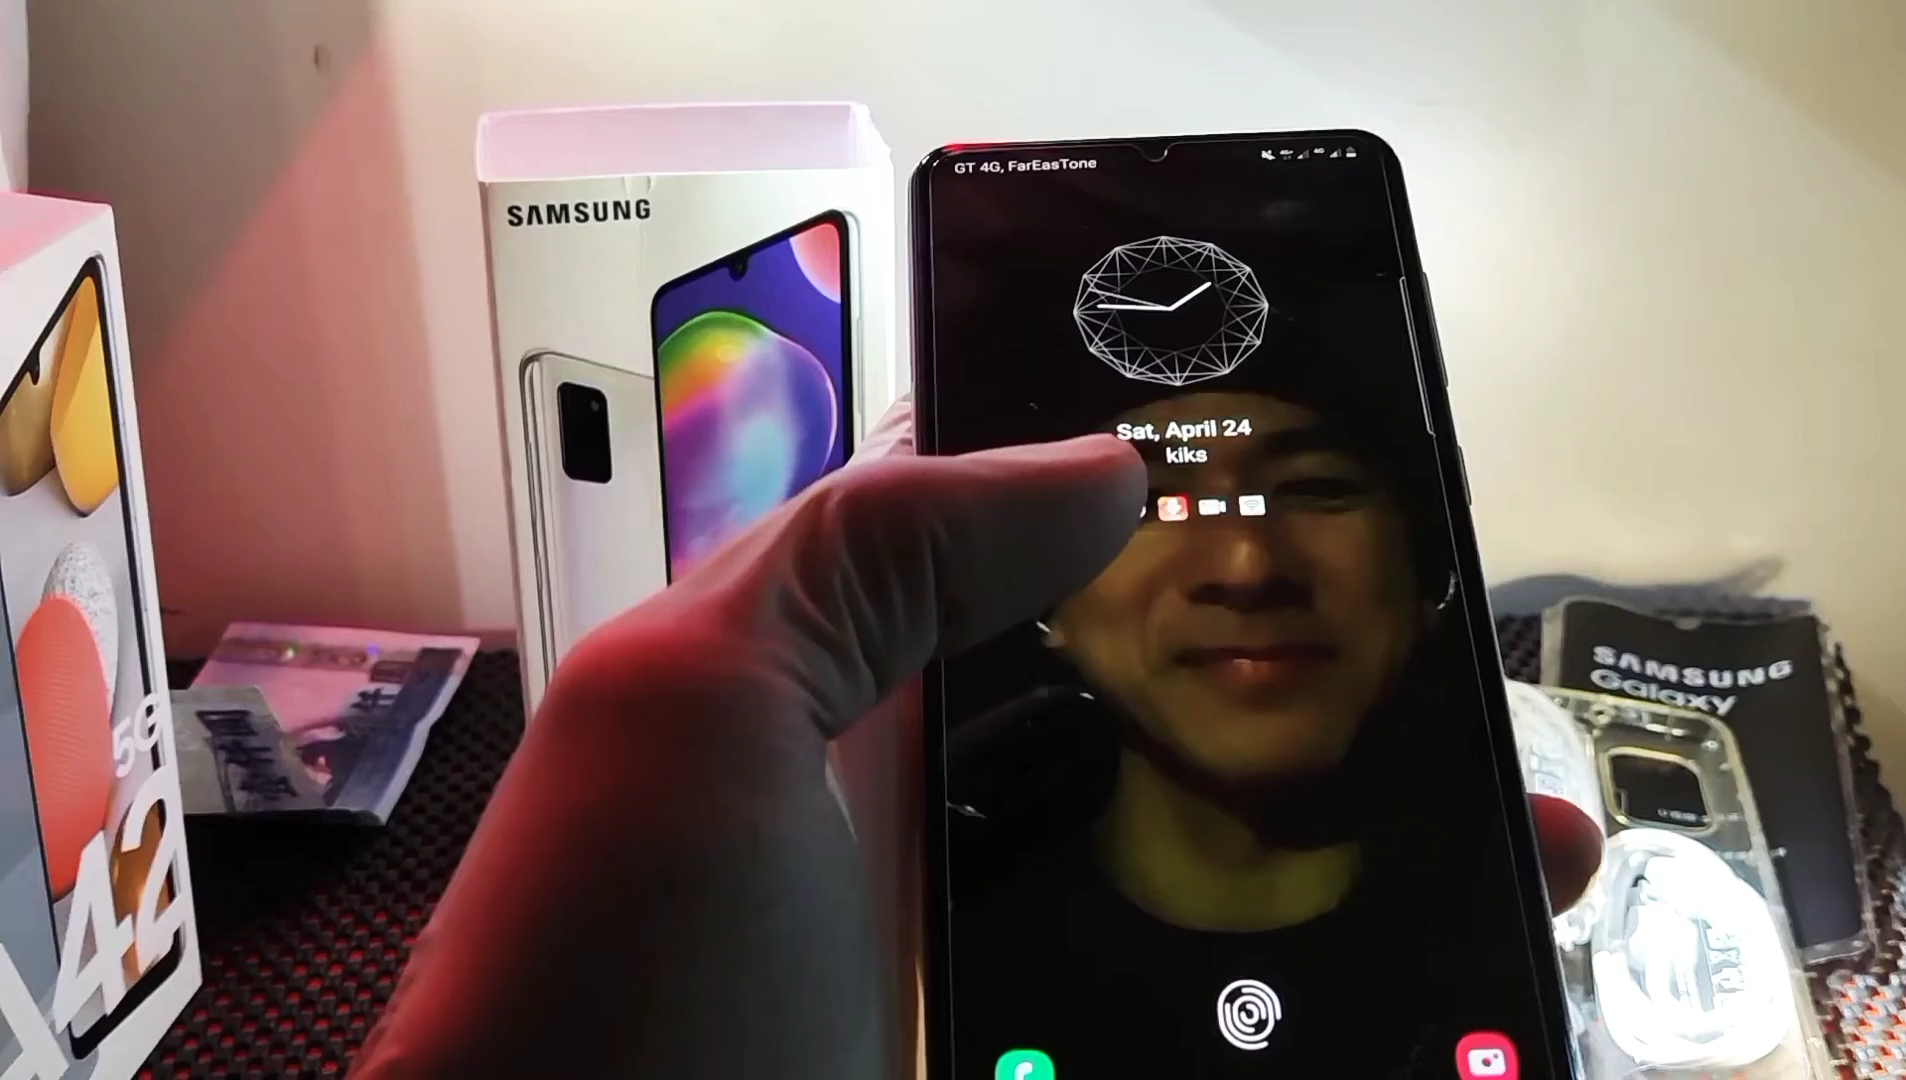 SAMSUNG
GT 4G, FarEasTone
Sat, April 24
kiks
5G
A42
SAMSUNG
Galaxy